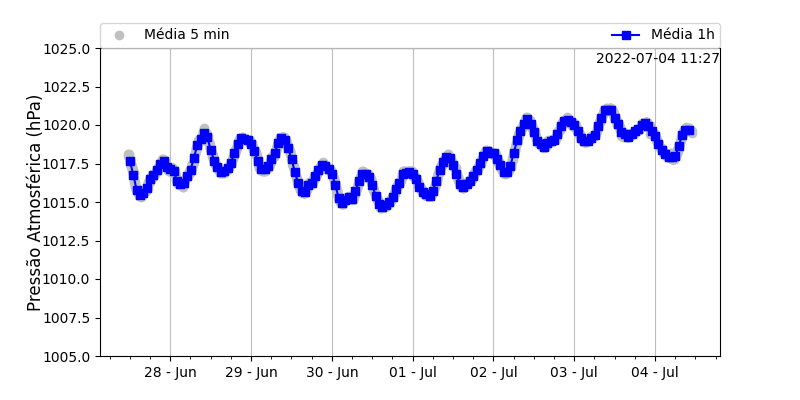 Média 5 min
Média 1h
2022-07-04 11:27
Pressão Atmosférica (hPa)
1025.0
1022.5
1020.0
1017.5
1015.0
1012.5
1010.0
1007.5
1005.0
28 - Jun
29 - Jun
30 - Jun
01 - Jul
02 - Jul
03 - Jul
04 - Jul